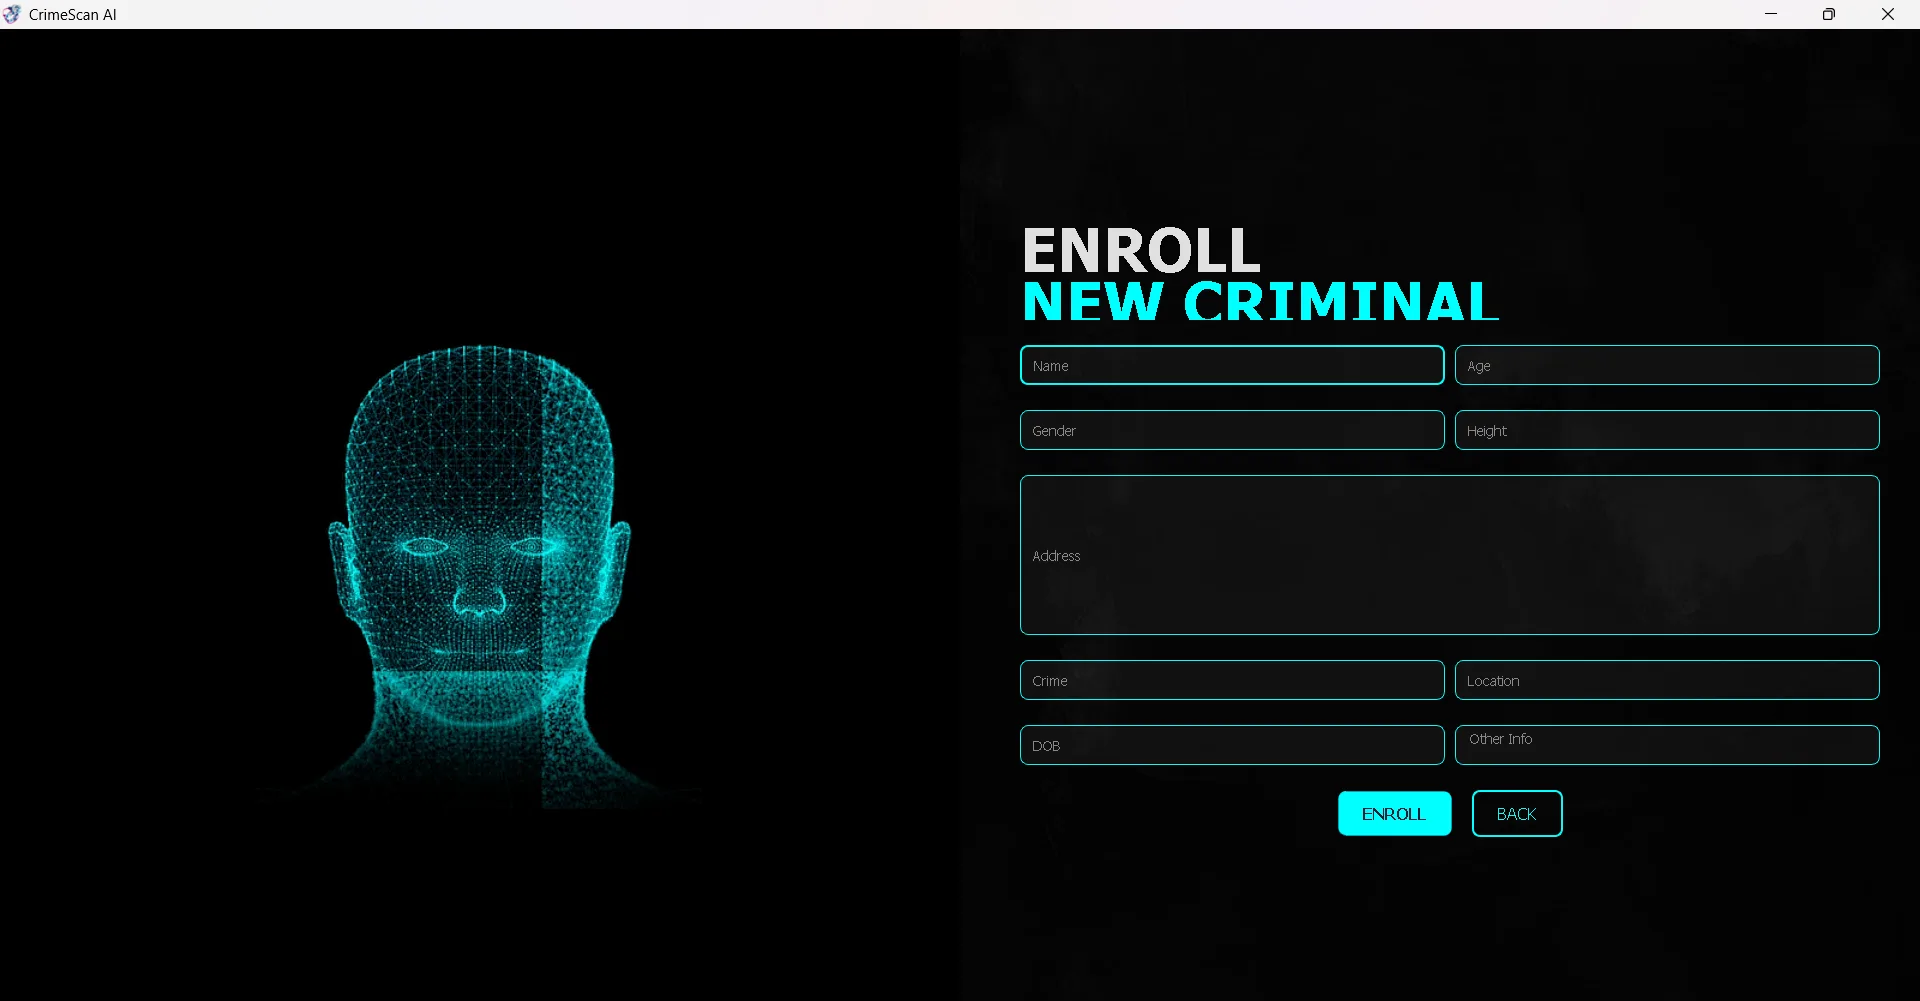 CrimeScan AI
ENROLL
NEW CRIMINAL
Name
Age
Gender
Height
Address
Crime
Location
DOB
Other Info
ENROLL
BACK